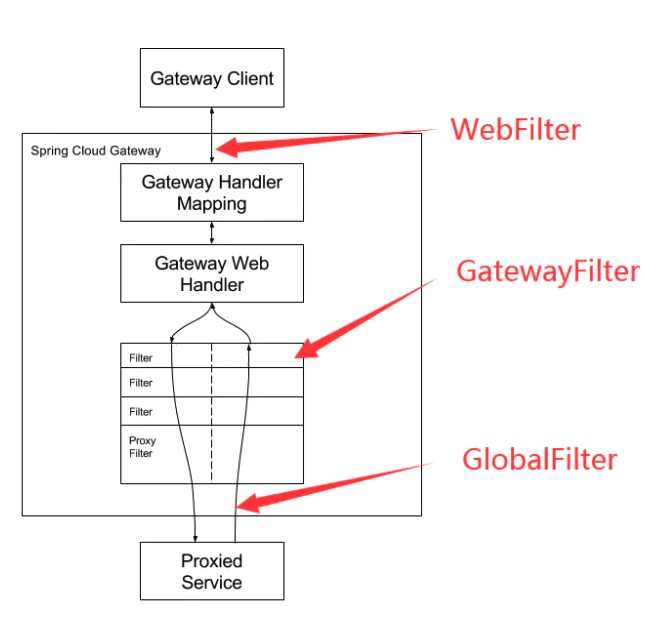 Gateway Client
WebFilter
Spring Cloud Gateway
Gateway Handler
Mapping
Gateway Web
Handler
GatewayFilter
Filter
Filter
Filter
Proxy
Filter
GlobalFilter
Proxied
Service